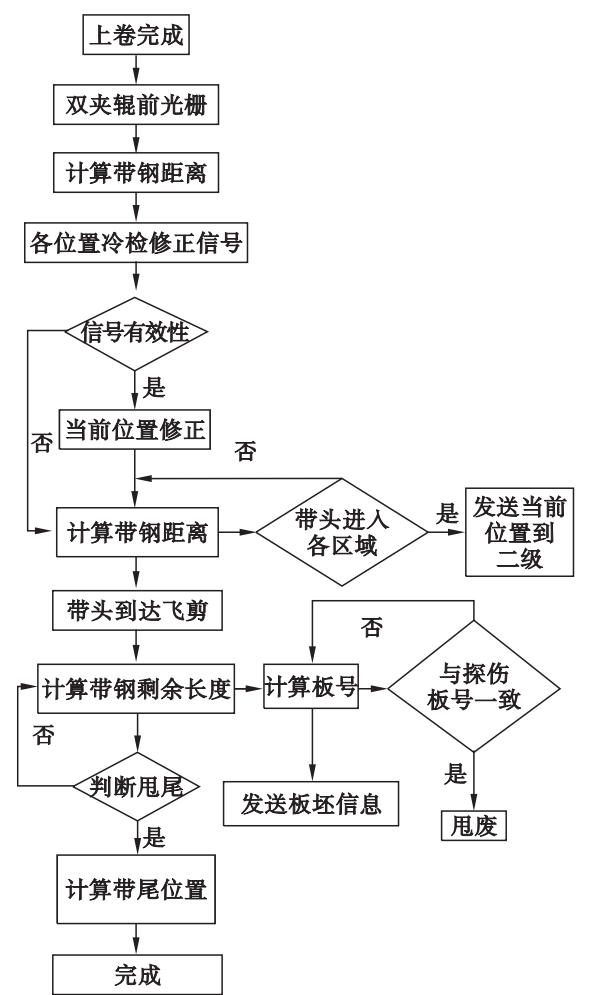 上卷完成
双夹辊前光栅
计算带钢距离
各位置冷检修正信号
信号有效性
是
否
当前位置修正
否
计算带钢距离
带头进入
各区域
是
发送当前
位置到
二级
带头到达飞剪
否
计算带钢剩余长度
计算板号
与探伤
板号一致
否
判断甩尾
发送板坯信息
是
甩废
是
计算带尾位置
完成